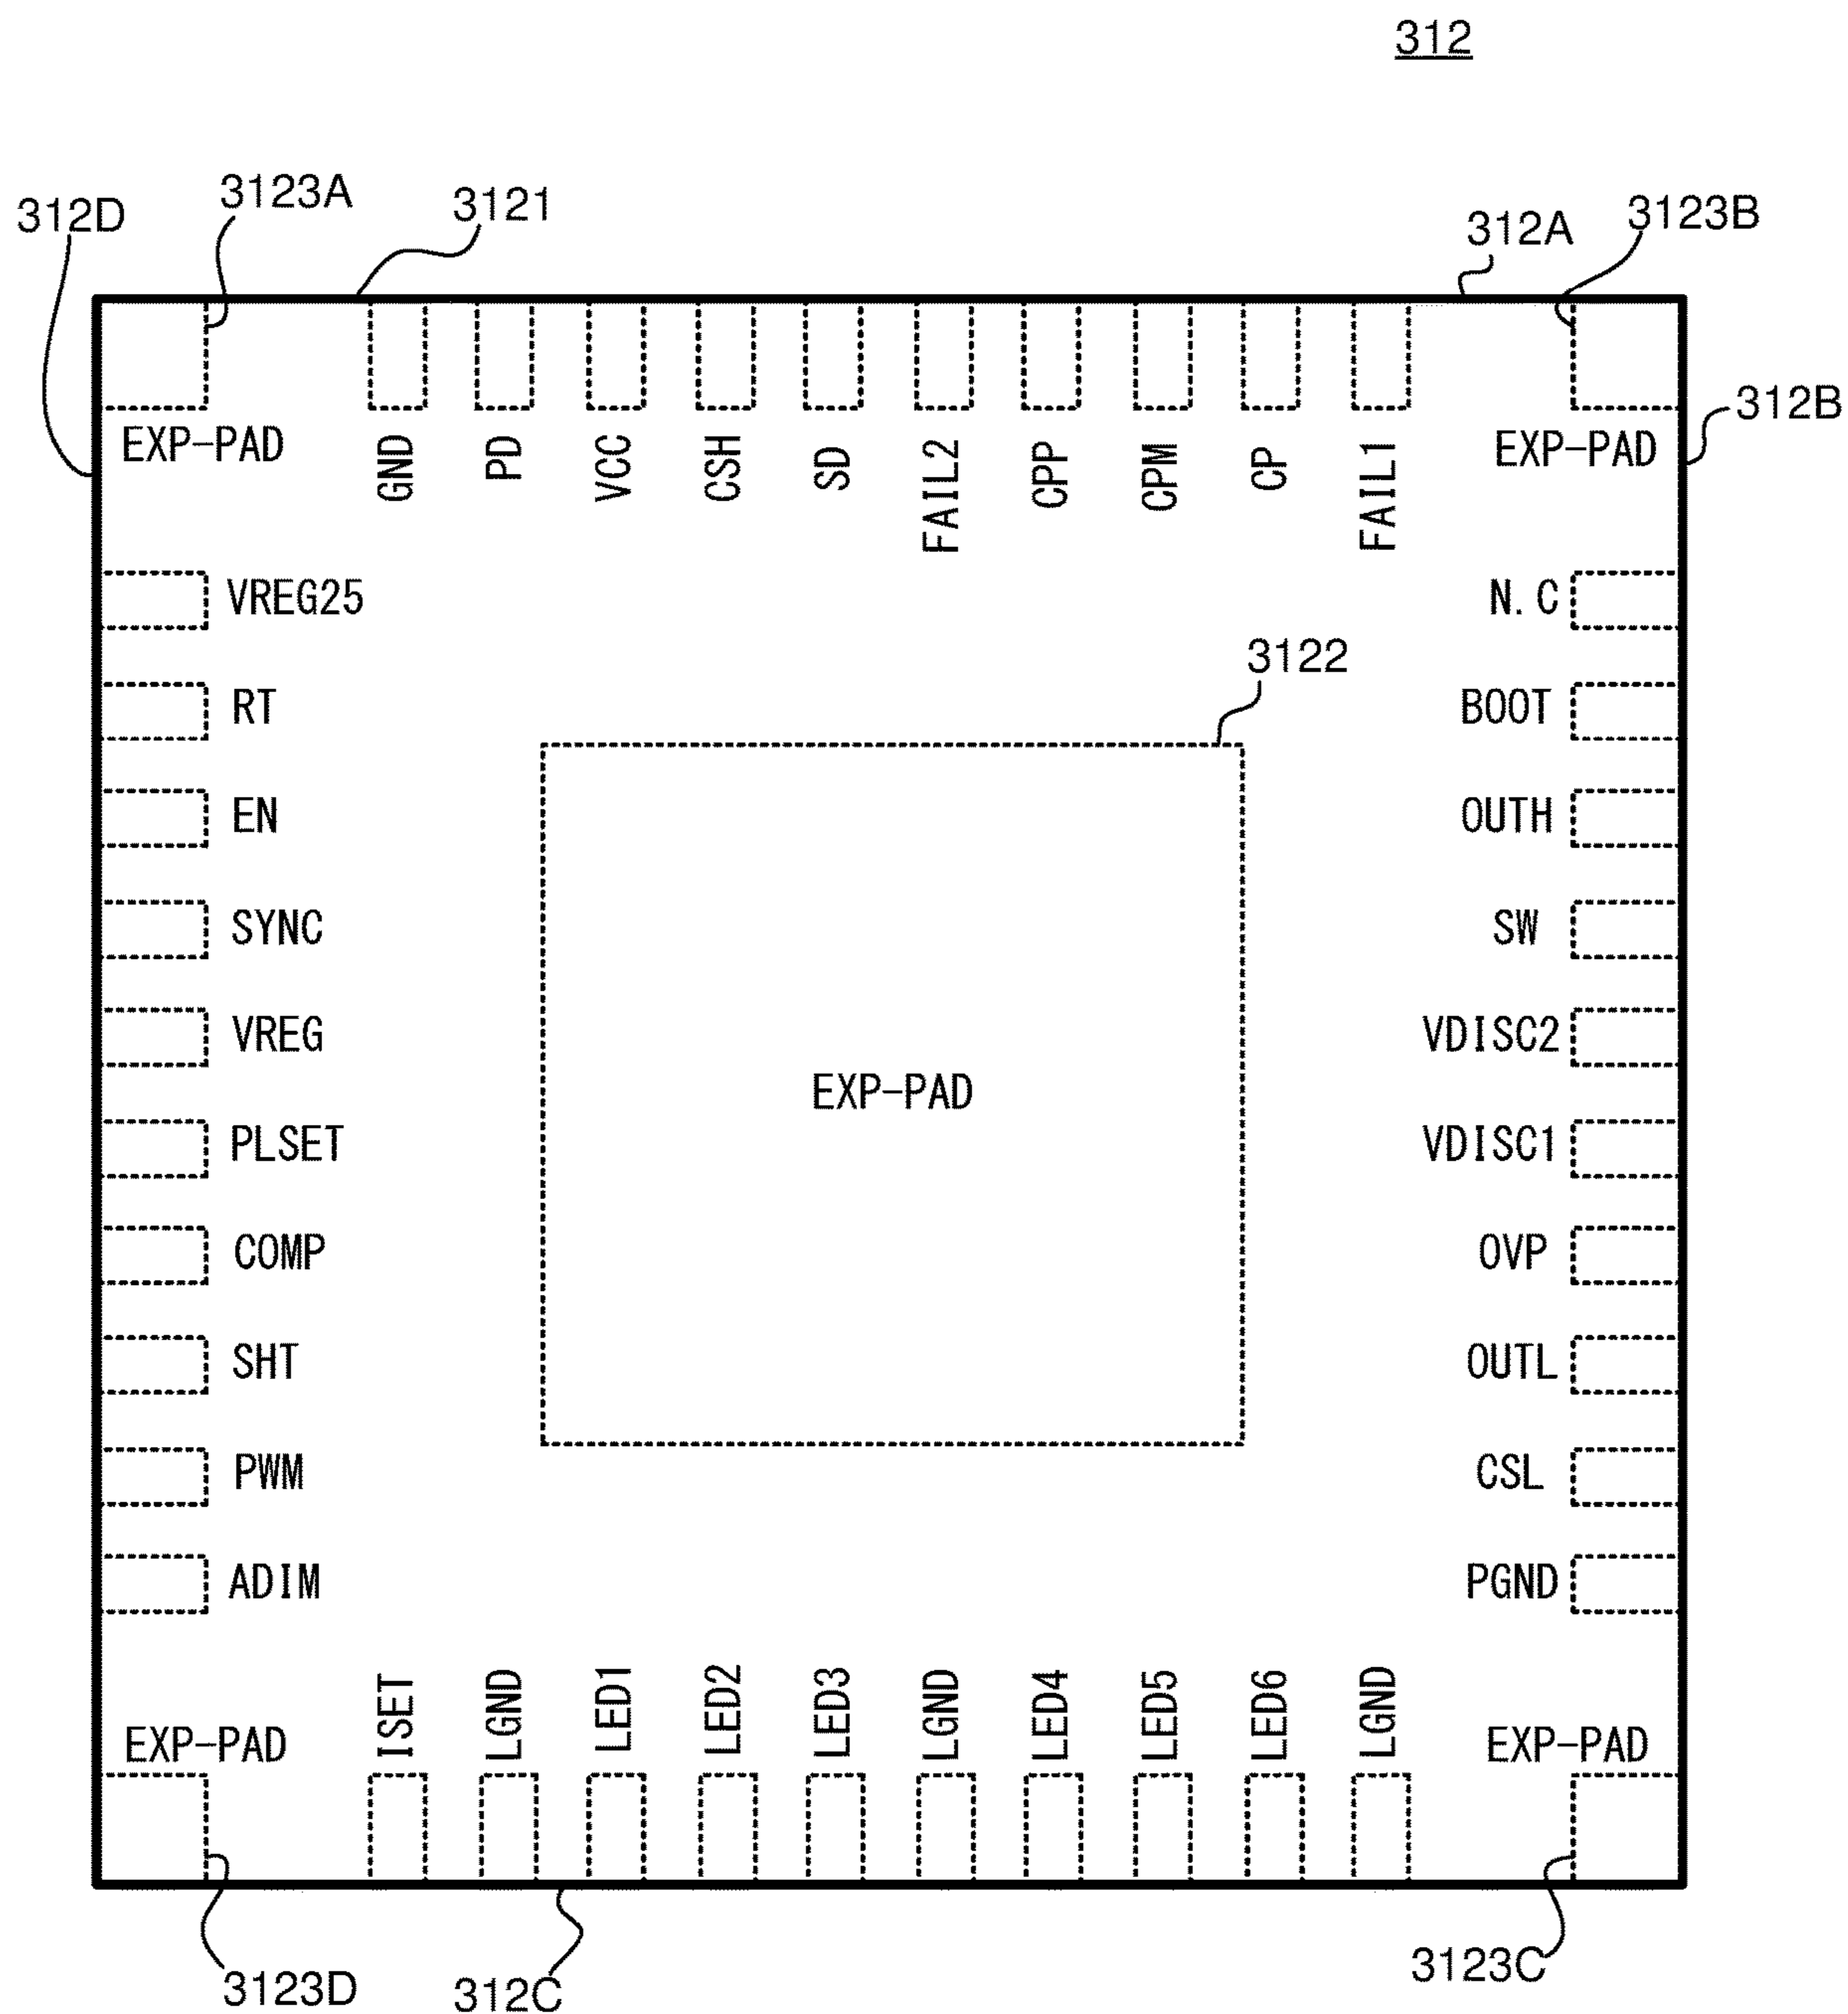 312
312D
3123A
3121
312A
3123B
312B
EXP-PAD
GND
PD
VCC
CSH
SD
FAIL2
CPP
CPM
CP
FAIL1
EXP-PAD
VREG25
N.C
3122
RT
BOOT
EN
OUTH
SYNC
SW
VREG
VDISC2
EXP-PAD
PLSET
VDISC1
COMP
OVP
SHT
OUTL
PWM
CSL
ADIM
PGND
EXP-PAD
ISET
LGND
LED1
LED2
LED3
LGND
LED4
LED5
LED6
LGND
EXP-PAD
3123D
312C
3123C